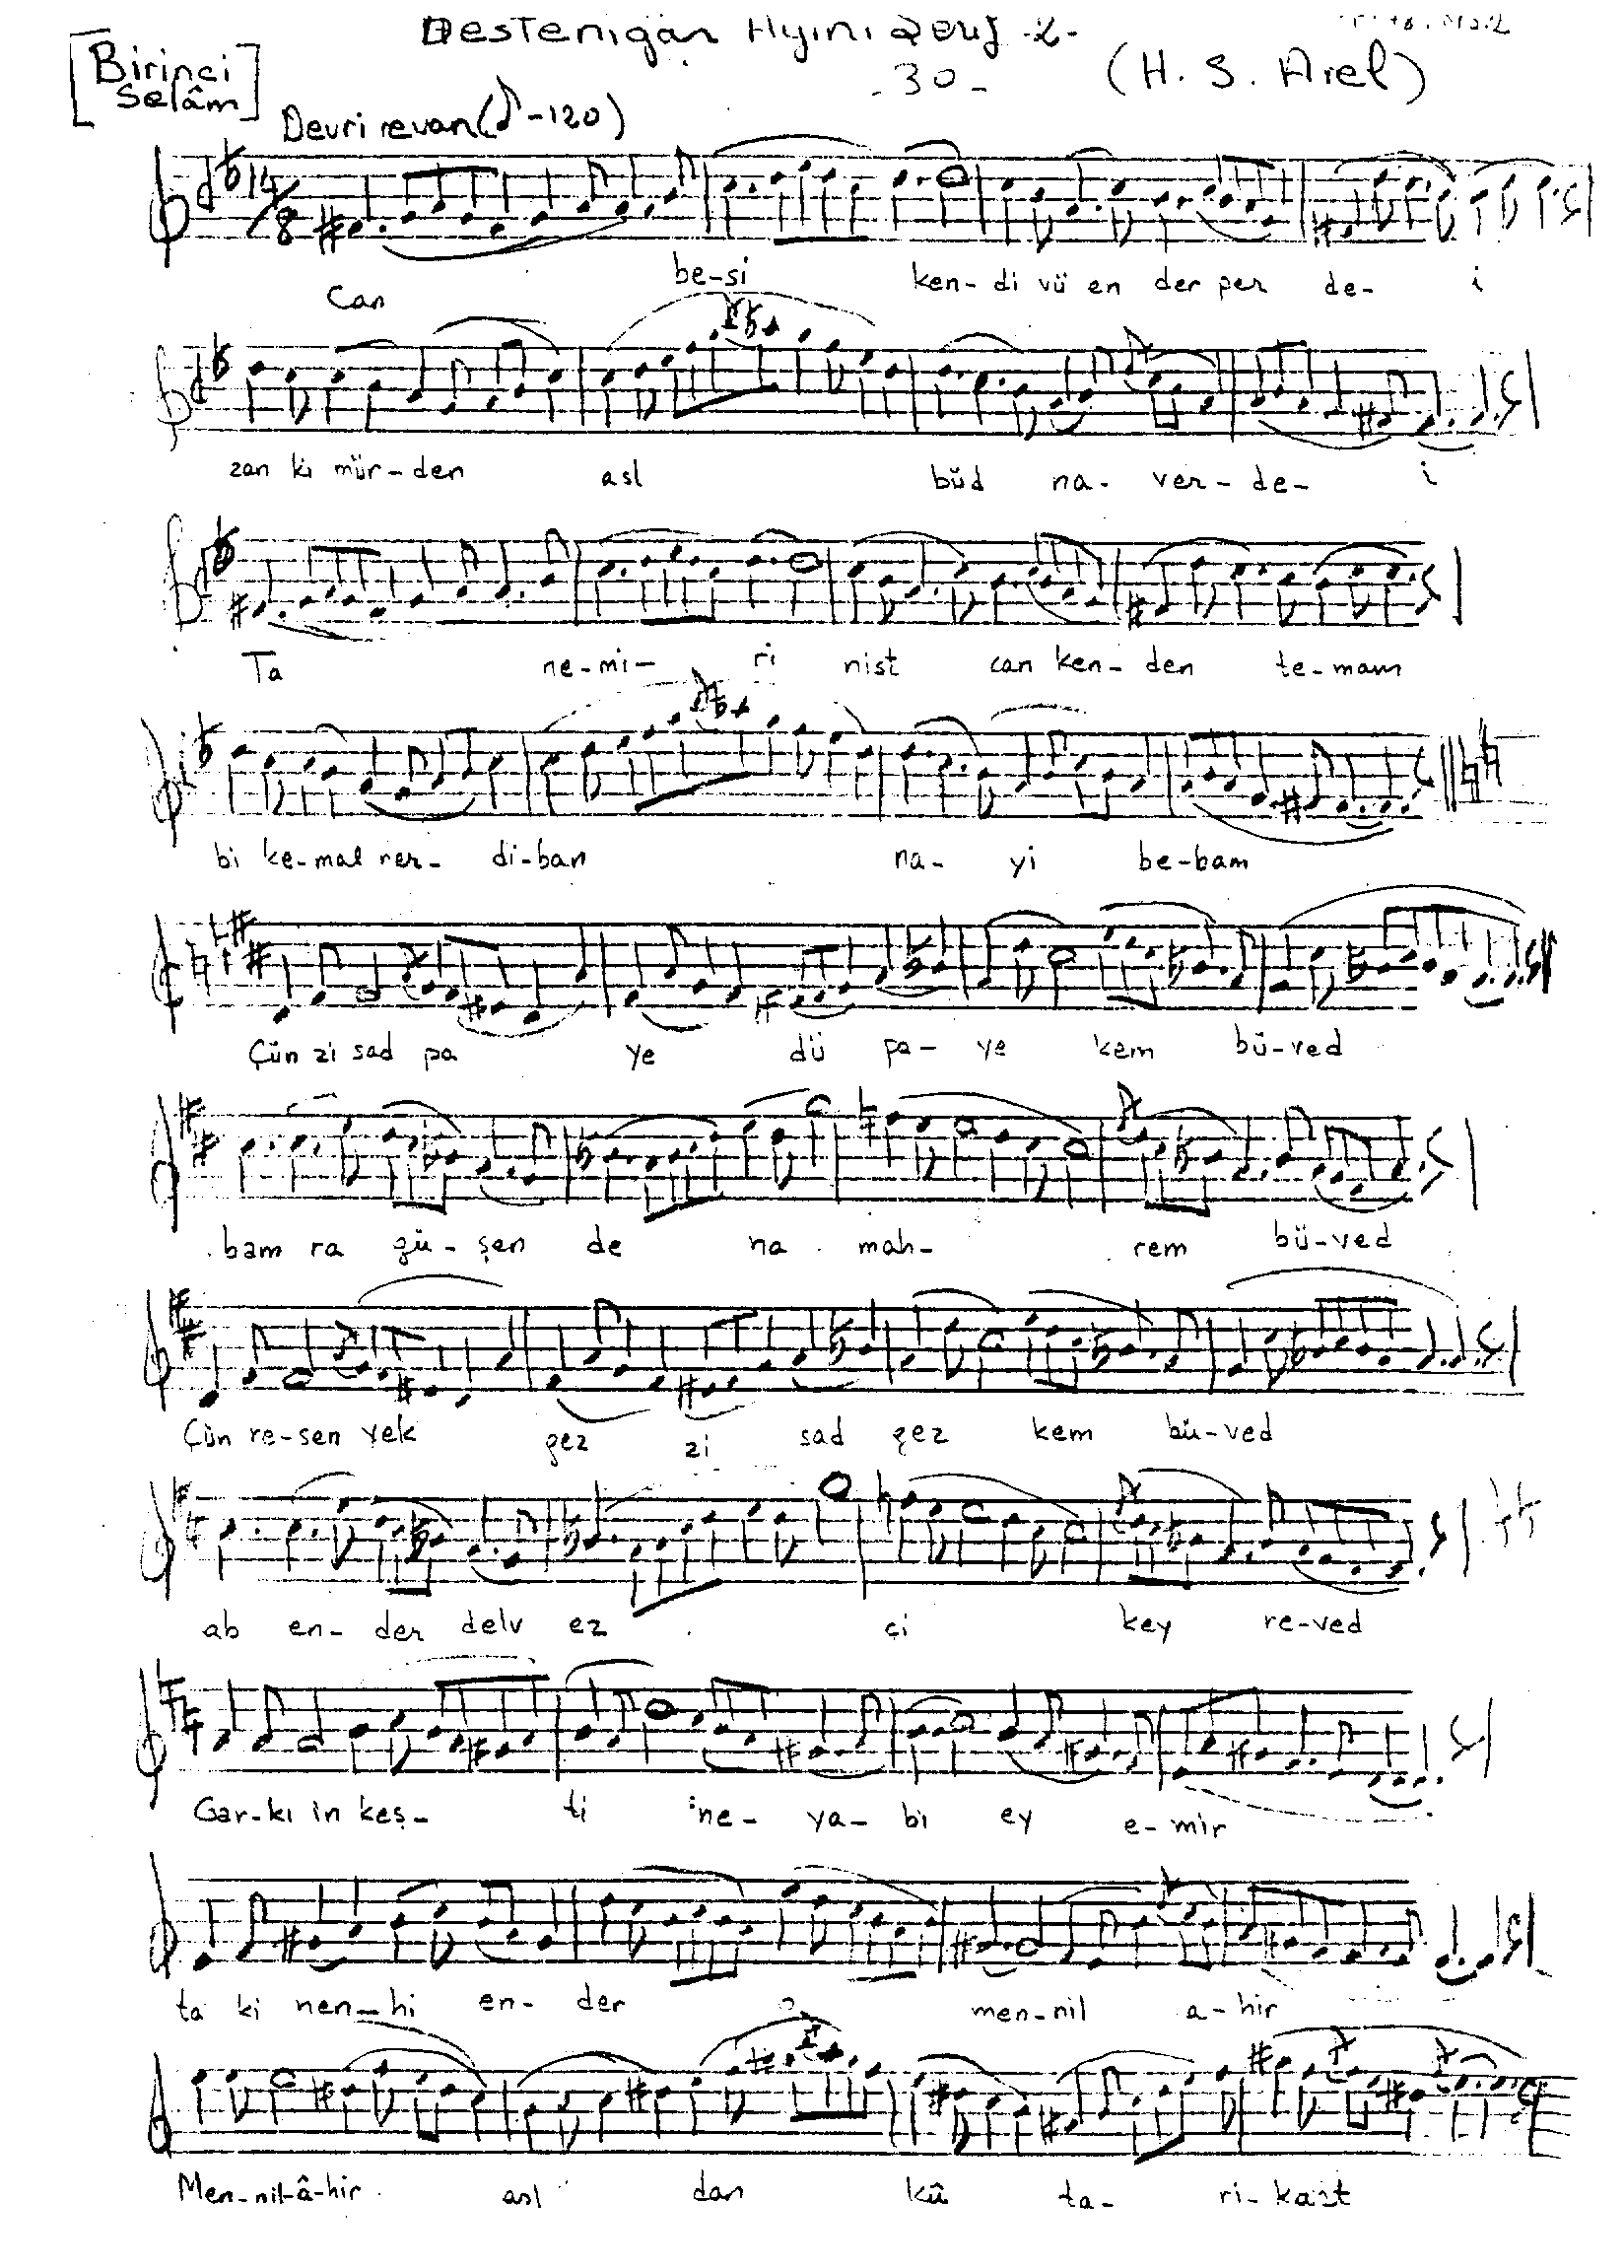 Destenigâr Âyini Şerif -2-
[Birinci Selâm]
-30-
(H. S. Arel)
Devri revan (♪-120)
14/8
Can be-si ken-di vü en der per de- i
zan ki mür-den asl büd na- ver-de- i
Ta ne-mi- ri nist can ken-den te-mam
bi ke-mal ner- di-ban na- yi be-bam
Çün zi sad pa ye dü pa- ye kem bü-ved
bam ra gü-şen de na mah- rem bü-ved
Çün re-sen yek gez zi sad gez kem bü-ved
ab en-der delv ez çi key re-ved
Gar-kı in keş- ti ne- ya-bi ey e-mir
ta ki nen-hi en- der men-nil a-hir
Men-nil-â-hir asl dan kû ta- ri-